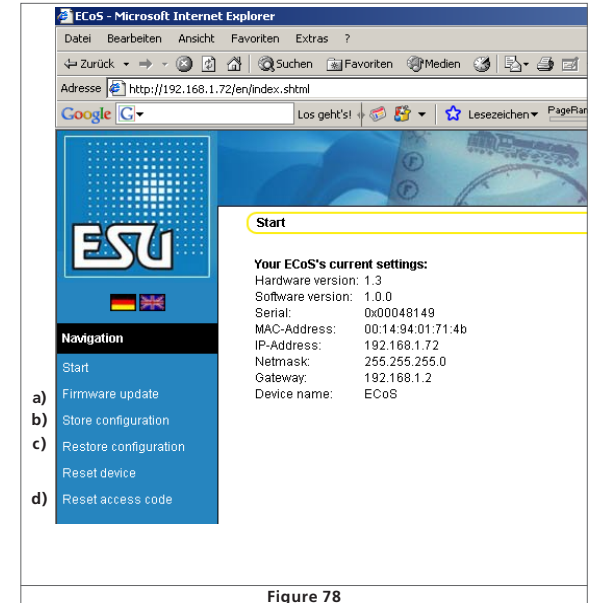 ECoS - Microsoft Internet Explorer
Datei Bearbeiten Ansicht Favoriten Extras ?
Zurück Suchen Favoriten Medien
Adresse http://192.168.1.72/en/index.shtml
Google G Los geht's! Lesezeichen PageRan
ESU
Start
Your ECoS's current settings:
Hardware version: 1.3
Software version: 1.0.0
Serial: 0x00048149
MAC-Address: 00:14:94:01:71:4b
IP-Address: 192.168.1.72
Netmask: 255.255.255.0
Gateway: 192.168.1.2
Device name: ECoS
Navigation
Start
a) Firmware update
b) Store configuration
c) Restore configuration
Reset device
d) Reset access code
Figure 78